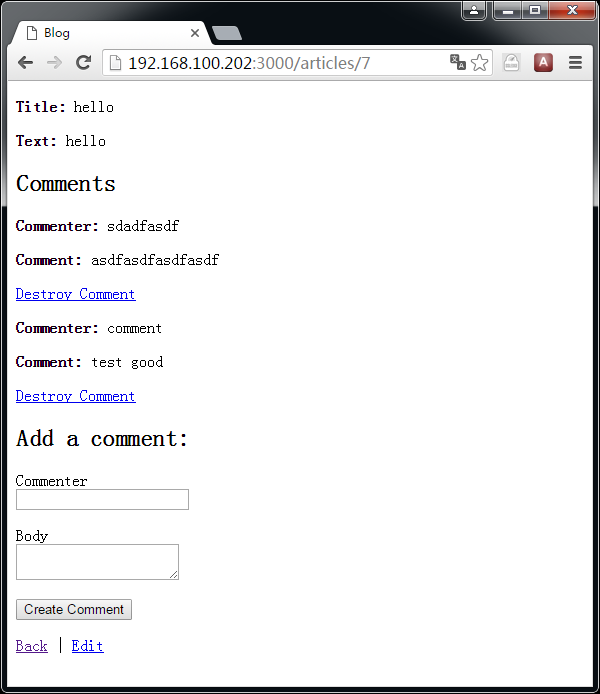 Blog
192.168.100.202:3000/articles/7
Title: hello
Text: hello
Comments
Commenter: sdadfasdf
Comment: asdfasdfasdfasdf
Destroy Comment
Commenter: comment
Comment: test good
Destroy Comment
Add a comment:
Commenter
Body
Create Comment
Back | Edit